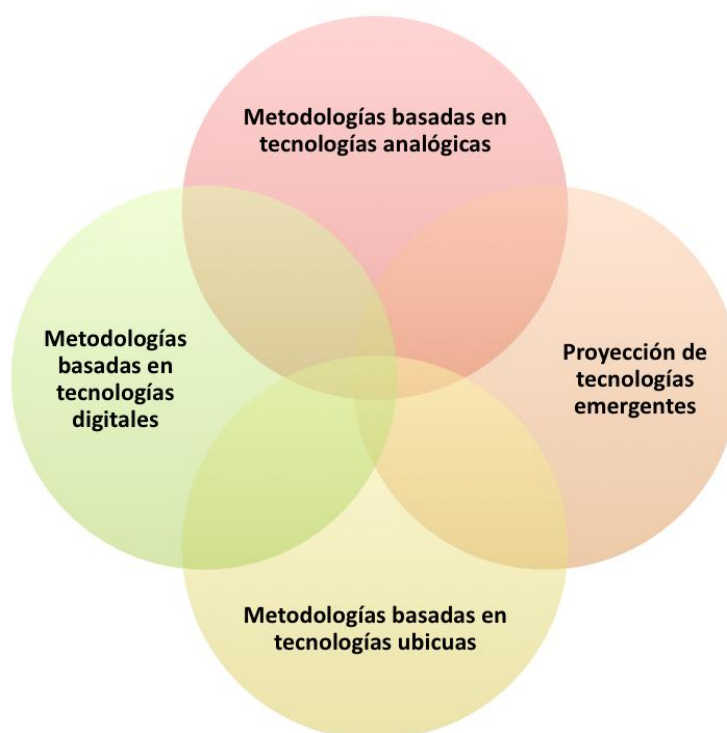 Metodologías basadas en
tecnologías analógicas
Metodologías
basadas en
tecnologías
digitales
Proyección de
tecnologías
emergentes
Metodologías basadas en
tecnologías ubicuas